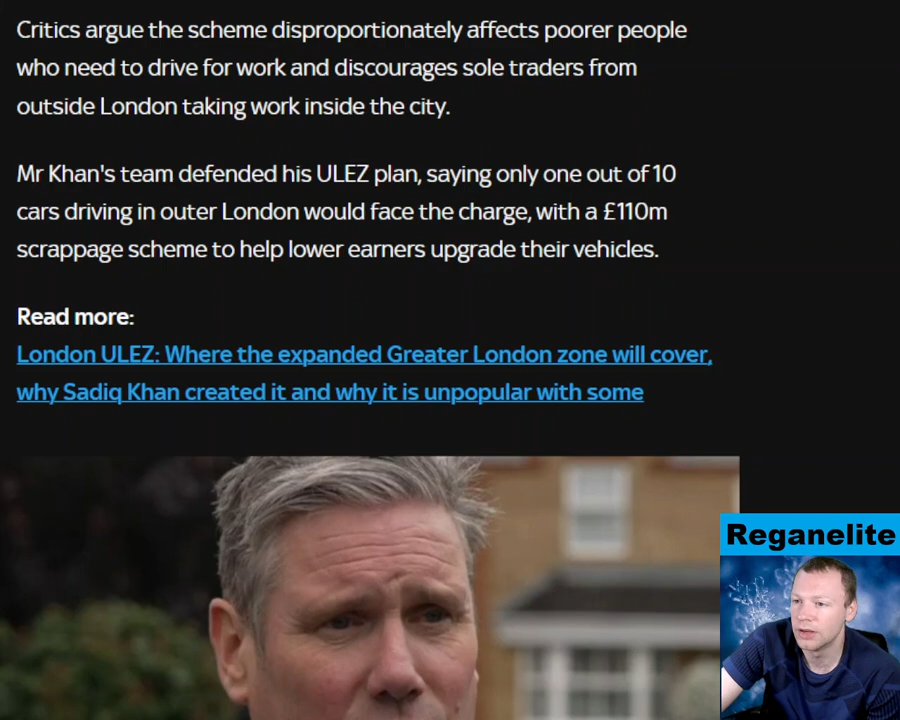 Critics argue the scheme disproportionately affects poorer people
who need to drive for work and discourages sole traders from
outside London taking work inside the city.
Mr Khan's team defended his ULEZ plan, saying only one out of 10
cars driving in outer London would face the charge, with a £110m
scrappage scheme to help lower earners upgrade their vehicles.
Read more:
London ULEZ: Where the expanded Greater London zone will cover,
why Sadiq Khan created it and why it is unpopular with some
Reganelite